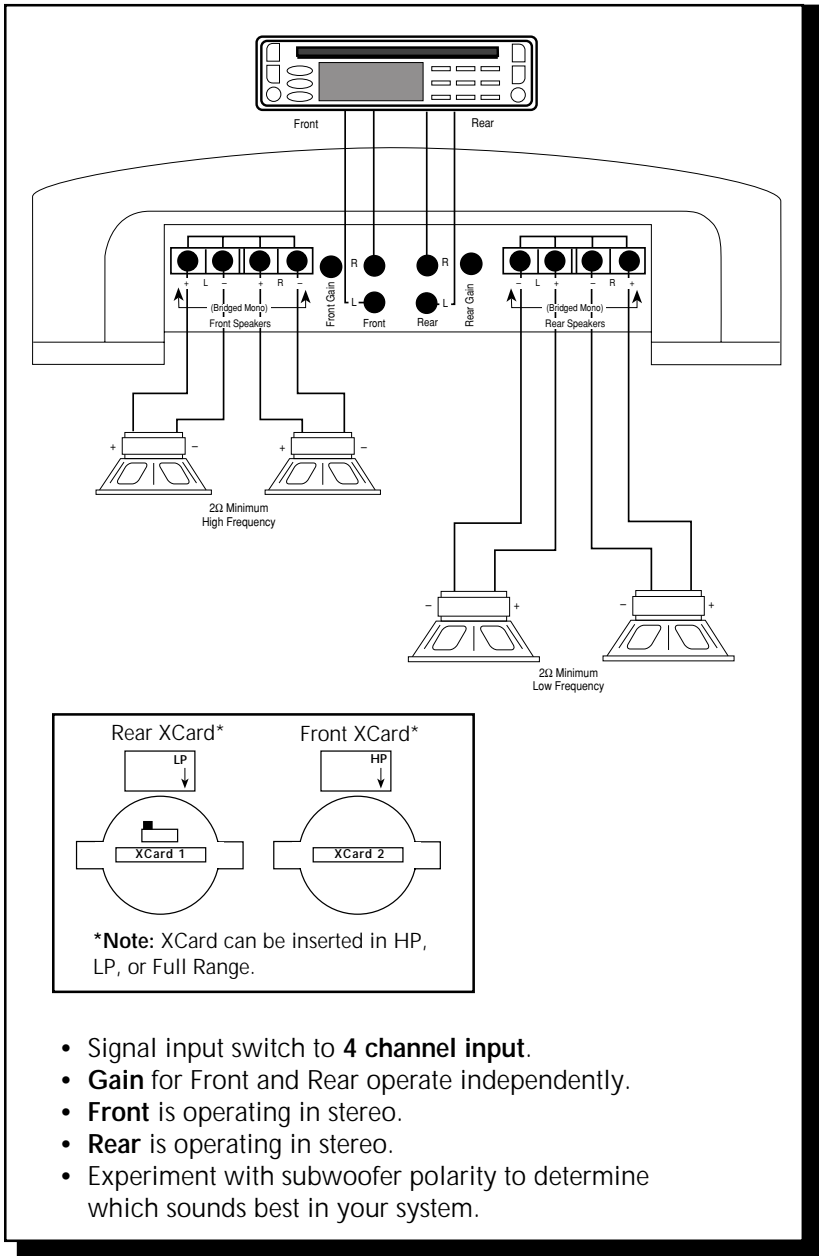 Front Rear
R R
+ L – + R – – L + – R +
Front Gain Rear Gain
(Bridged Mono) L L (Bridged Mono)
Front Speakers Front Rear Rear Speakers
+ – + –
2Ω Minimum
High Frequency
– + – +
2Ω Minimum
Low Frequency
Rear XCard* Front XCard*
LP HP
XCard 1 XCard 2
*Note: XCard can be inserted in HP,
LP, or Full Range.
• Signal input switch to 4 channel input.
• Gain for Front and Rear operate independently.
• Front is operating in stereo.
• Rear is operating in stereo.
• Experiment with subwoofer polarity to determine
which sounds best in your system.